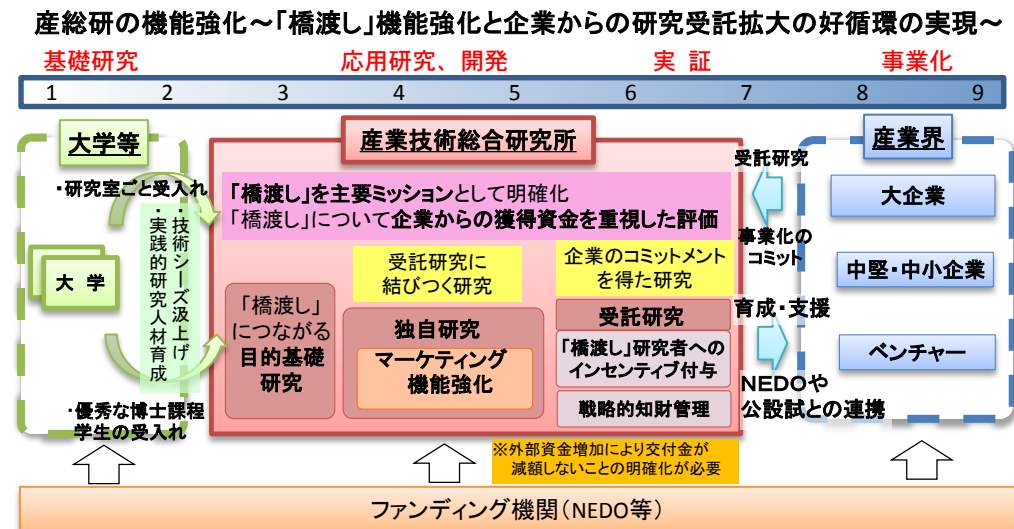 産総研の機能強化～「橋渡し」機能強化と企業からの研究受託拡大の好循環の実現～
基礎研究
応用研究、開発
実 証
事業化
1 2 3 4 5 6 7 8 9
大学等
・研究室ごと受入れ
・技術シーズ汲上げ
・実践的研究人材育成
大 学
・優秀な博士課程
学生の受入れ
産業技術総合研究所
「橋渡し」を主要ミッションとして明確化
「橋渡し」について企業からの獲得資金を重視した評価
「橋渡し」
につながる
目的基礎
研究
受託研究に
結びつく研究
独自研究
マーケティング
機能強化
企業のコミットメント
を得た研究
受託研究
「橋渡し」研究者への
インセンティブ付与
戦略的知財管理
※外部資金増加により交付金が
減額しないことの明確化が必要
受託研究
事業化の
コミット
育成・支援
NEDOや
公設試との連携
産業界
大企業
中堅・中小企業
ベンチャー
ファンディング機関（NEDO等）